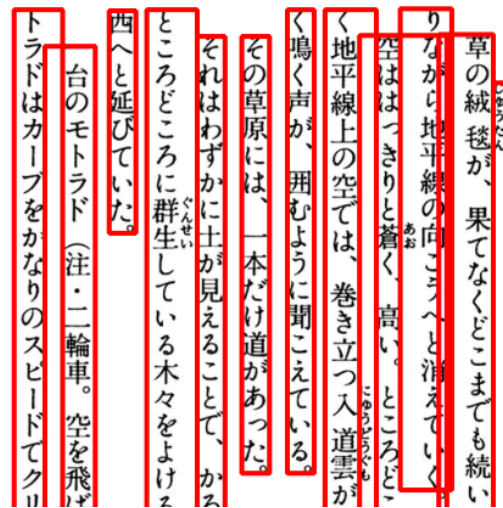 草の絨毯が、果てなくどこまでも続い
りながら地平線の向こうへと消えていく。
空ははっきりと蒼く、高い。ところどこ
く地平線上の空では、巻き立つ入道雲が
く鳴く声が、囲むように聞こえている。
その草原には、一本だけ道があった。
それはわずかに土が見えることで、かろ
ところどころに群生している木々をよける
西へと延びていた。
台のモトラド（注・二輪車。空を飛ば
トラドはカーブをかなりのスピードでクリ